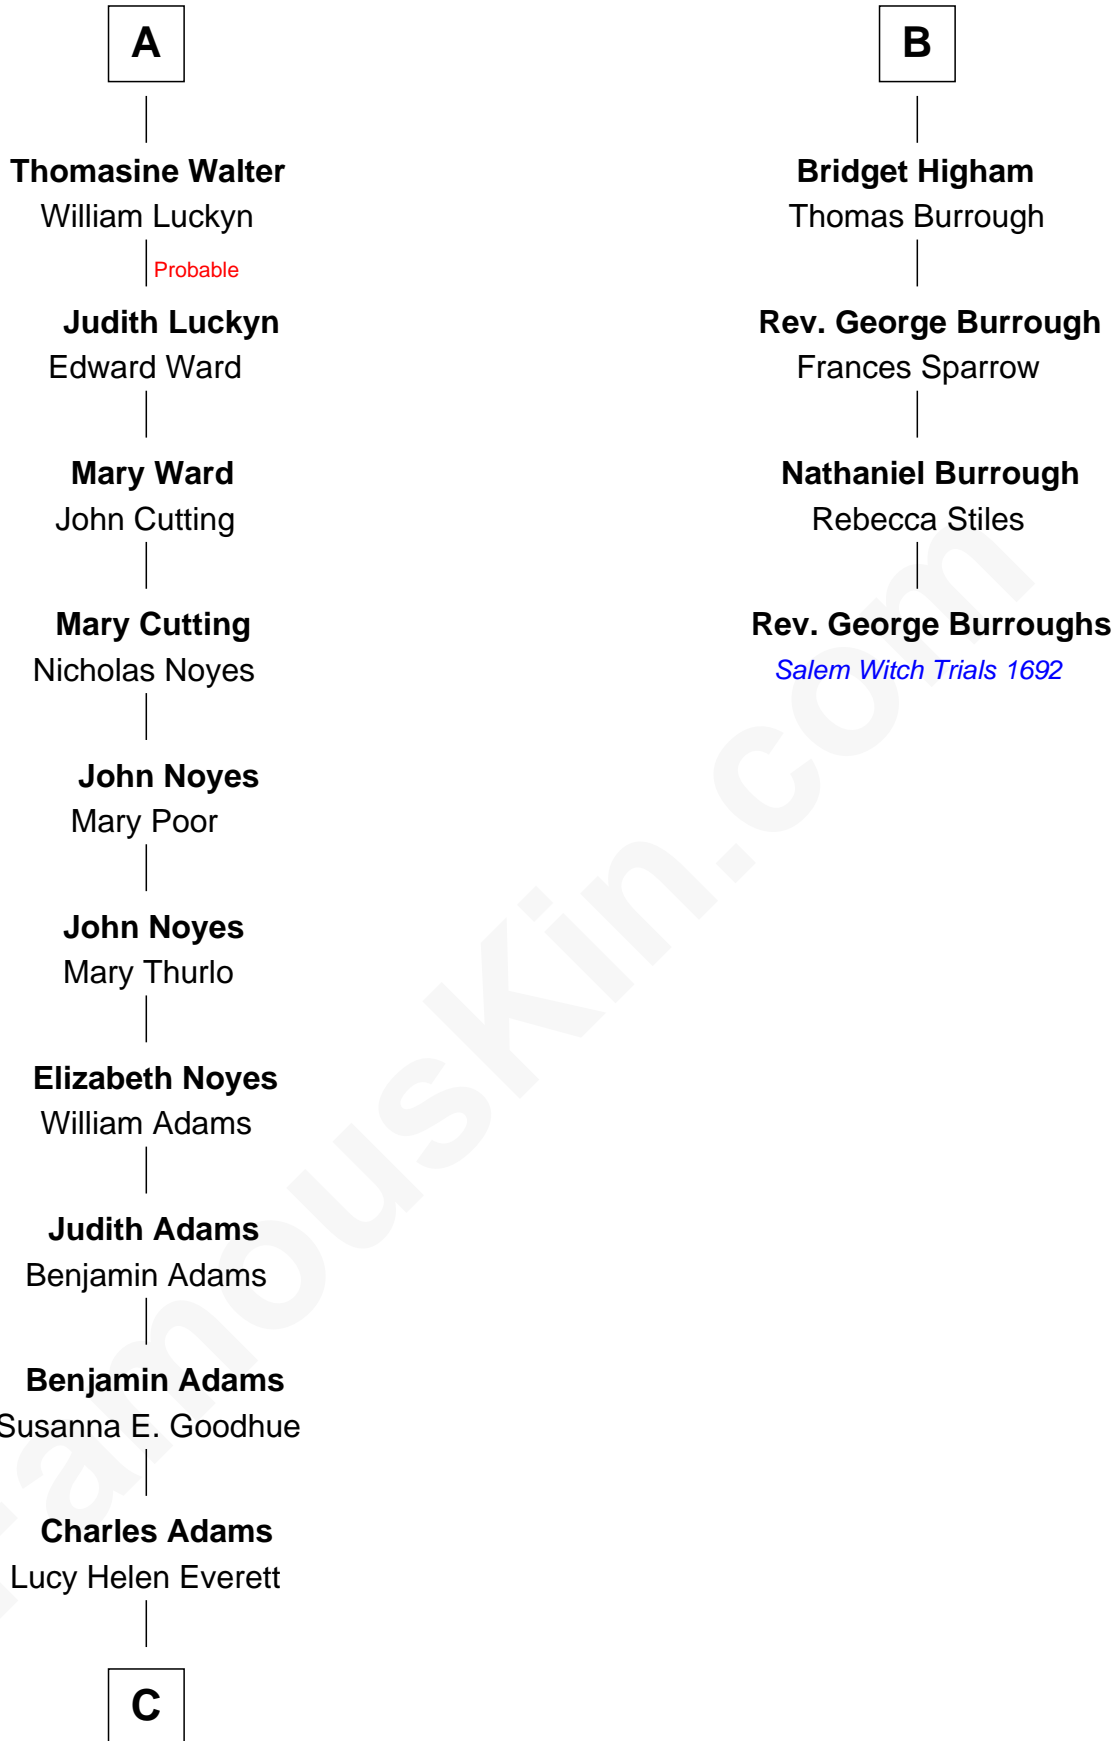 A
Thomasine Walter
William Luckyn
Probable
Judith Luckyn
Edward Ward
Mary Ward
John Cutting
Mary Cutting
Nicholas Noyes
John Noyes
Mary Poor
John Noyes
Mary Thurlo
Elizabeth Noyes
William Adams
Judith Adams
Benjamin Adams
Benjamin Adams
Susanna E. Goodhue
Charles Adams
Lucy Helen Everett
C
B
Bridget Higham
Thomas Burrough
Rev. George Burrough
Frances Sparrow
Nathaniel Burrough
Rebecca Stiles
Rev. George Burroughs
Salem Witch Trials 1692
FamousKin.com